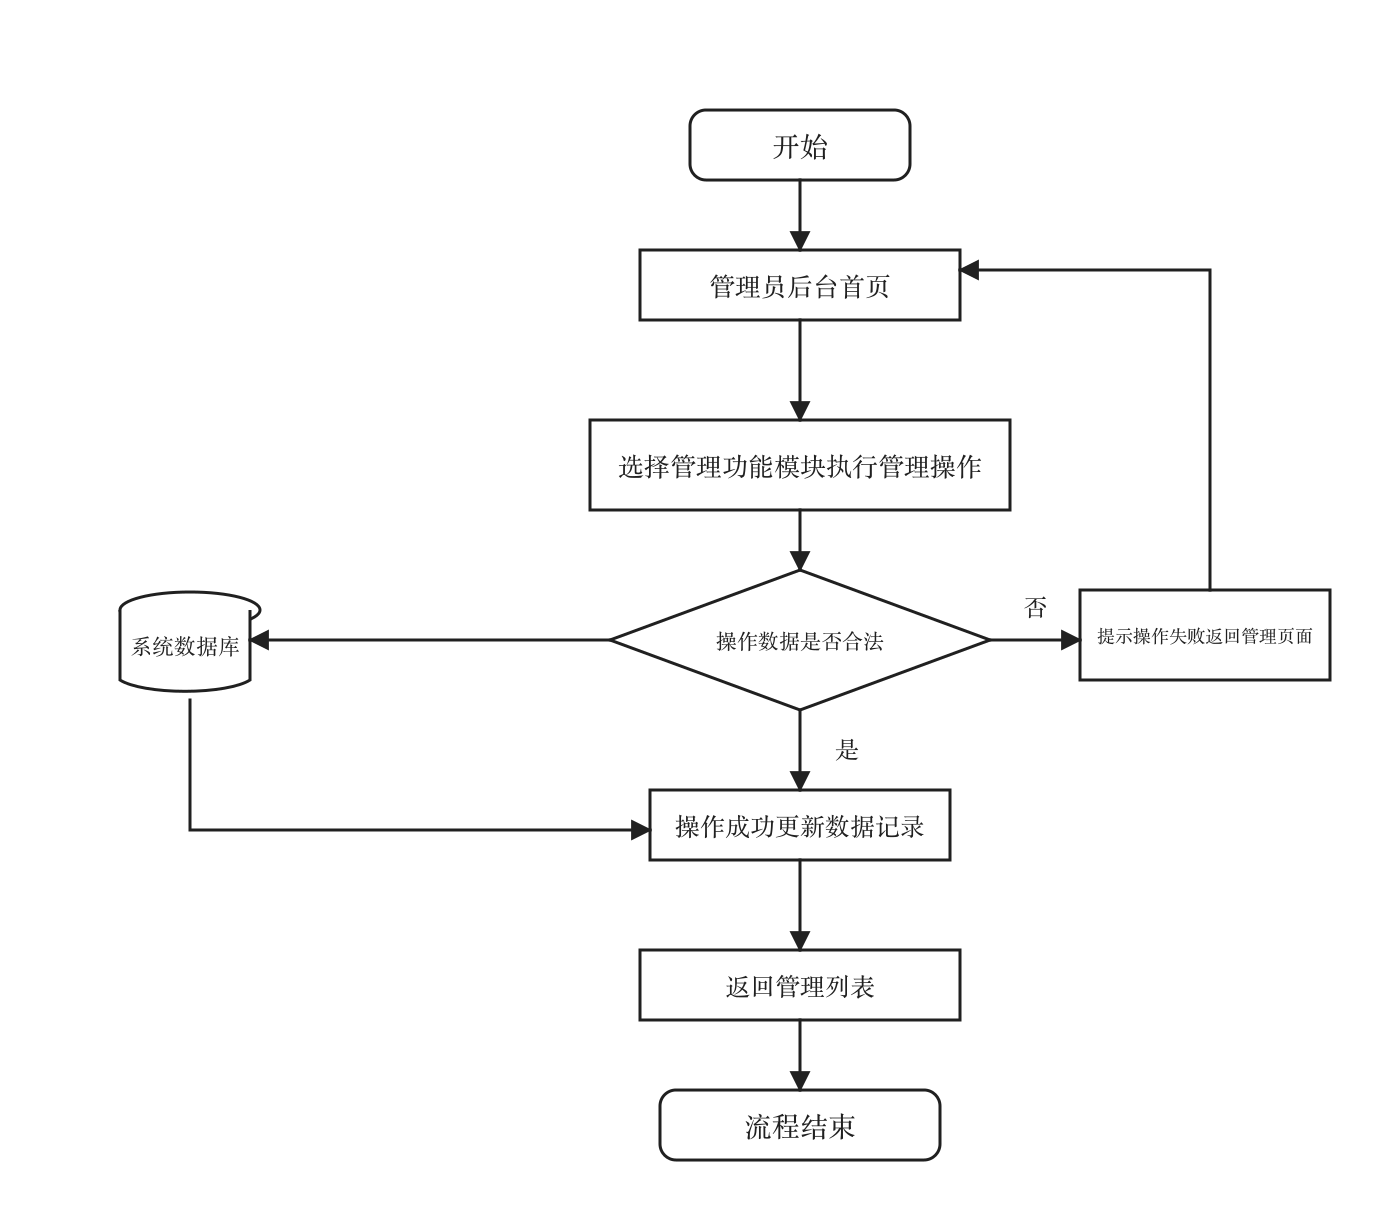 开始
管理员后台首页
选择管理功能模块执行管理操作
否
系统数据库
操作数据是否合法
提示操作失败返回管理页面
是
操作成功更新数据记录
返回管理列表
流程结束